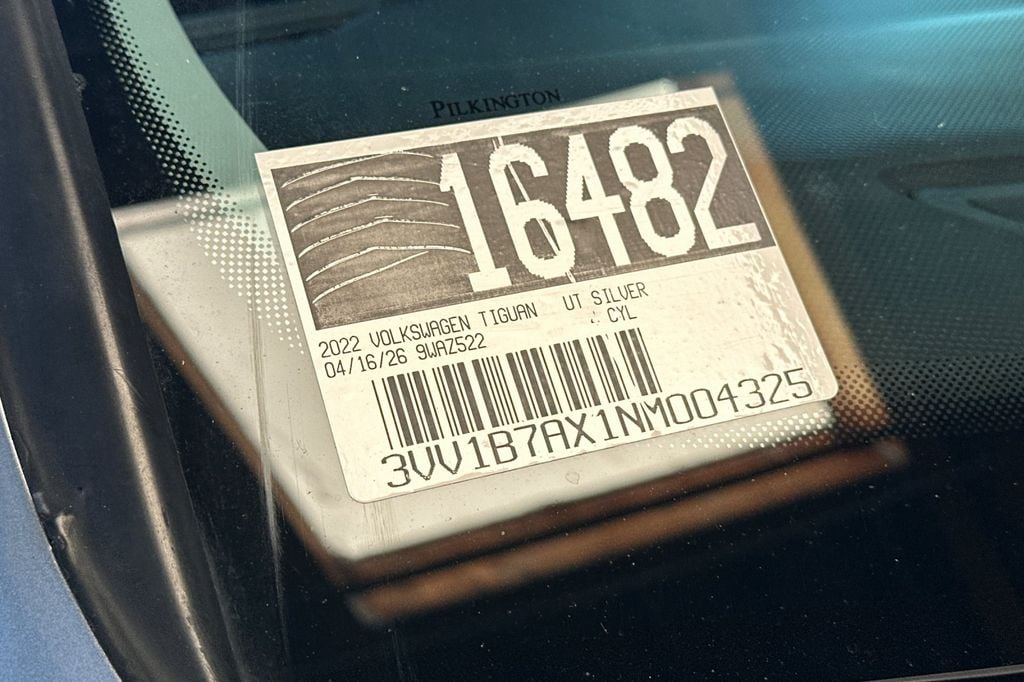 PILKINGTON
16482
2022 VOLKSWAGEN TIGUAN UT SILVER
04/16/26 9WAZ522 CYL
3VV1B7AX1NM004325